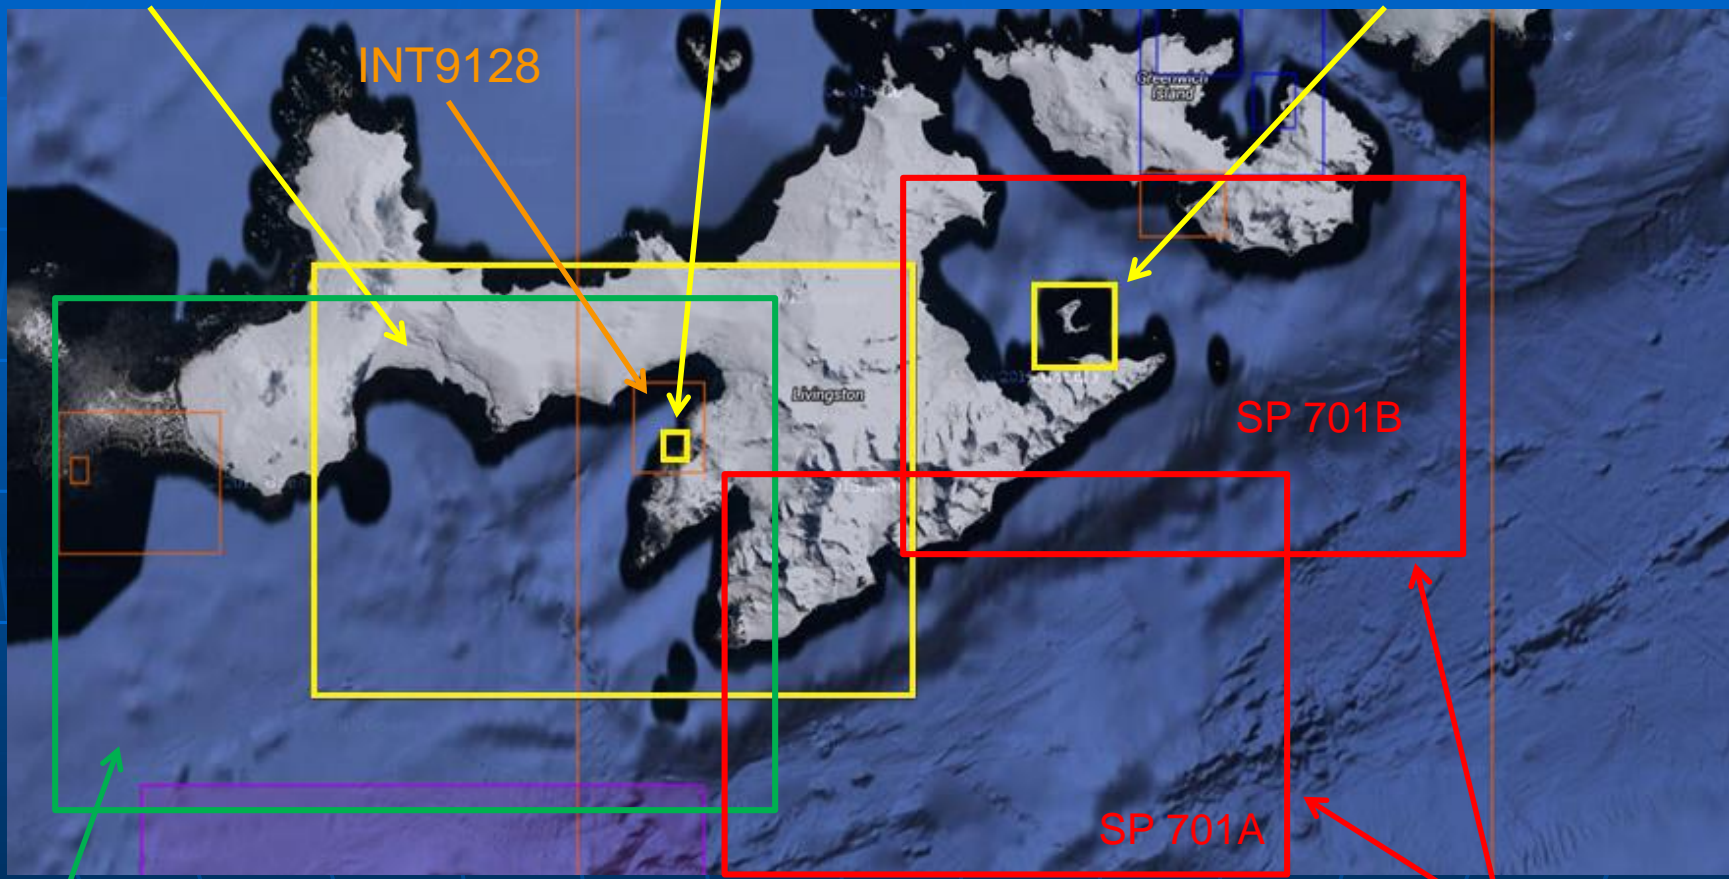 INT9128
Greenwich
Island
Livingston
SP 701B
SP 701A